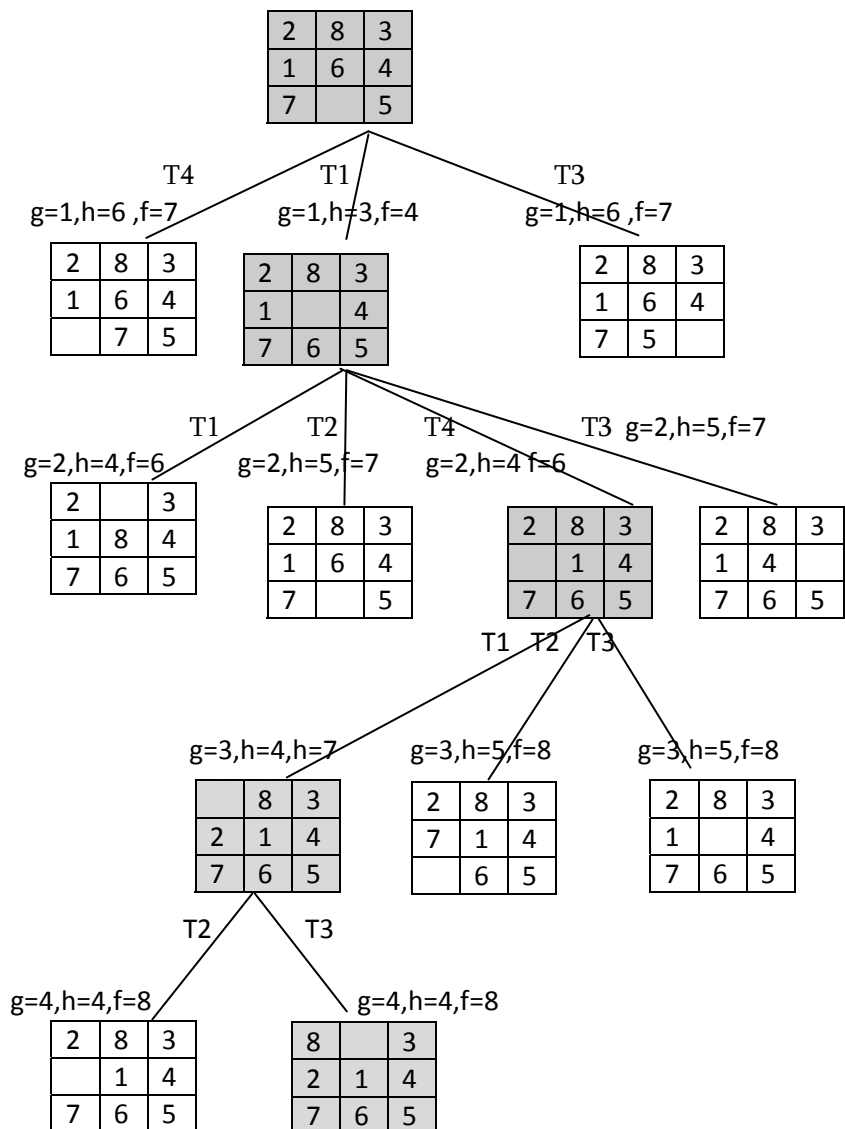 2 8 3
1 6 4
7 5
T4 T1 T3
g=1,h=6 ,f=7 g=1,h=3,f=4 g=1,h=6 ,f=7
2 8 3
1 6 4
7 5
2 8 3
1 4
7 6 5
2 8 3
1 6 4
7 5
T1 T2 T4 T3 g=2,h=5,f=7
g=2,h=4,f=6 g=2,h=5,f=7 g=2,h=4 f=6
2 3
1 8 4
7 6 5
2 8 3
1 6 4
7 5
2 8 3
1 4
7 6 5
2 8 3
1 4
7 6 5
T1 T2 T3
g=3,h=4,h=7 g=3,h=5,f=8 g=3,h=5,f=8
8 3
2 1 4
7 6 5
2 8 3
7 1 4
6 5
2 8 3
1 4
7 6 5
T2 T3
g=4,h=4,f=8 g=4,h=4,f=8
2 8 3
1 4
7 6 5
8 3
2 1 4
7 6 5